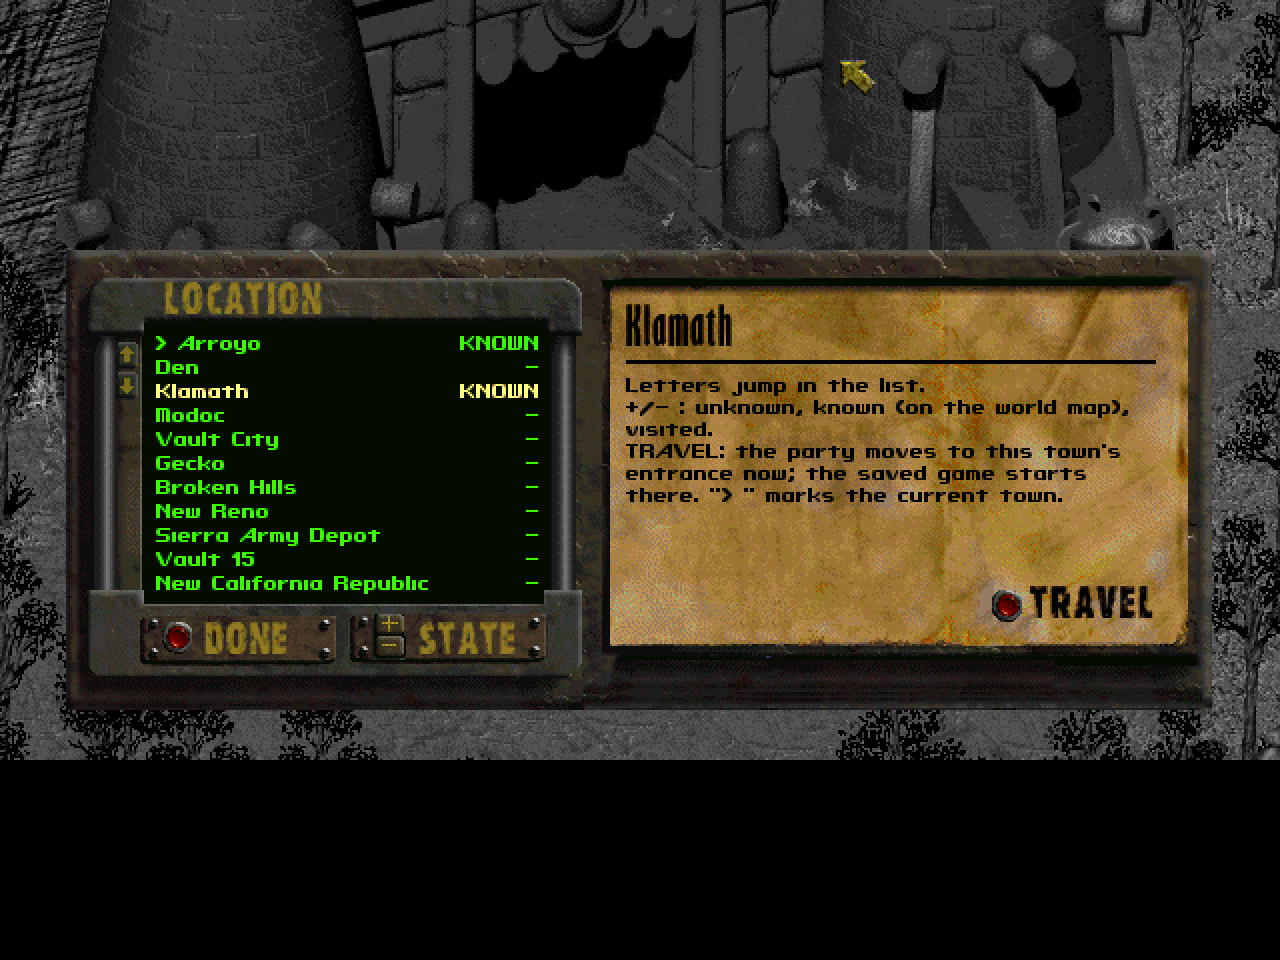 LOCATION
> Arroyo KNOWN
Den –
Klamath KNOWN
Modoc –
Vault City –
Gecko –
Broken Hills –
New Reno –
Sierra Army Depot –
Vault 15 –
New California Republic –
DONE
+
−
STATE
Klamath
Letters jump in the list.
+/- : unknown, known (on the world map),
visited.
TRAVEL: the party moves to this town's
entrance now; the saved game starts
there. "> " marks the current town.
TRAVEL